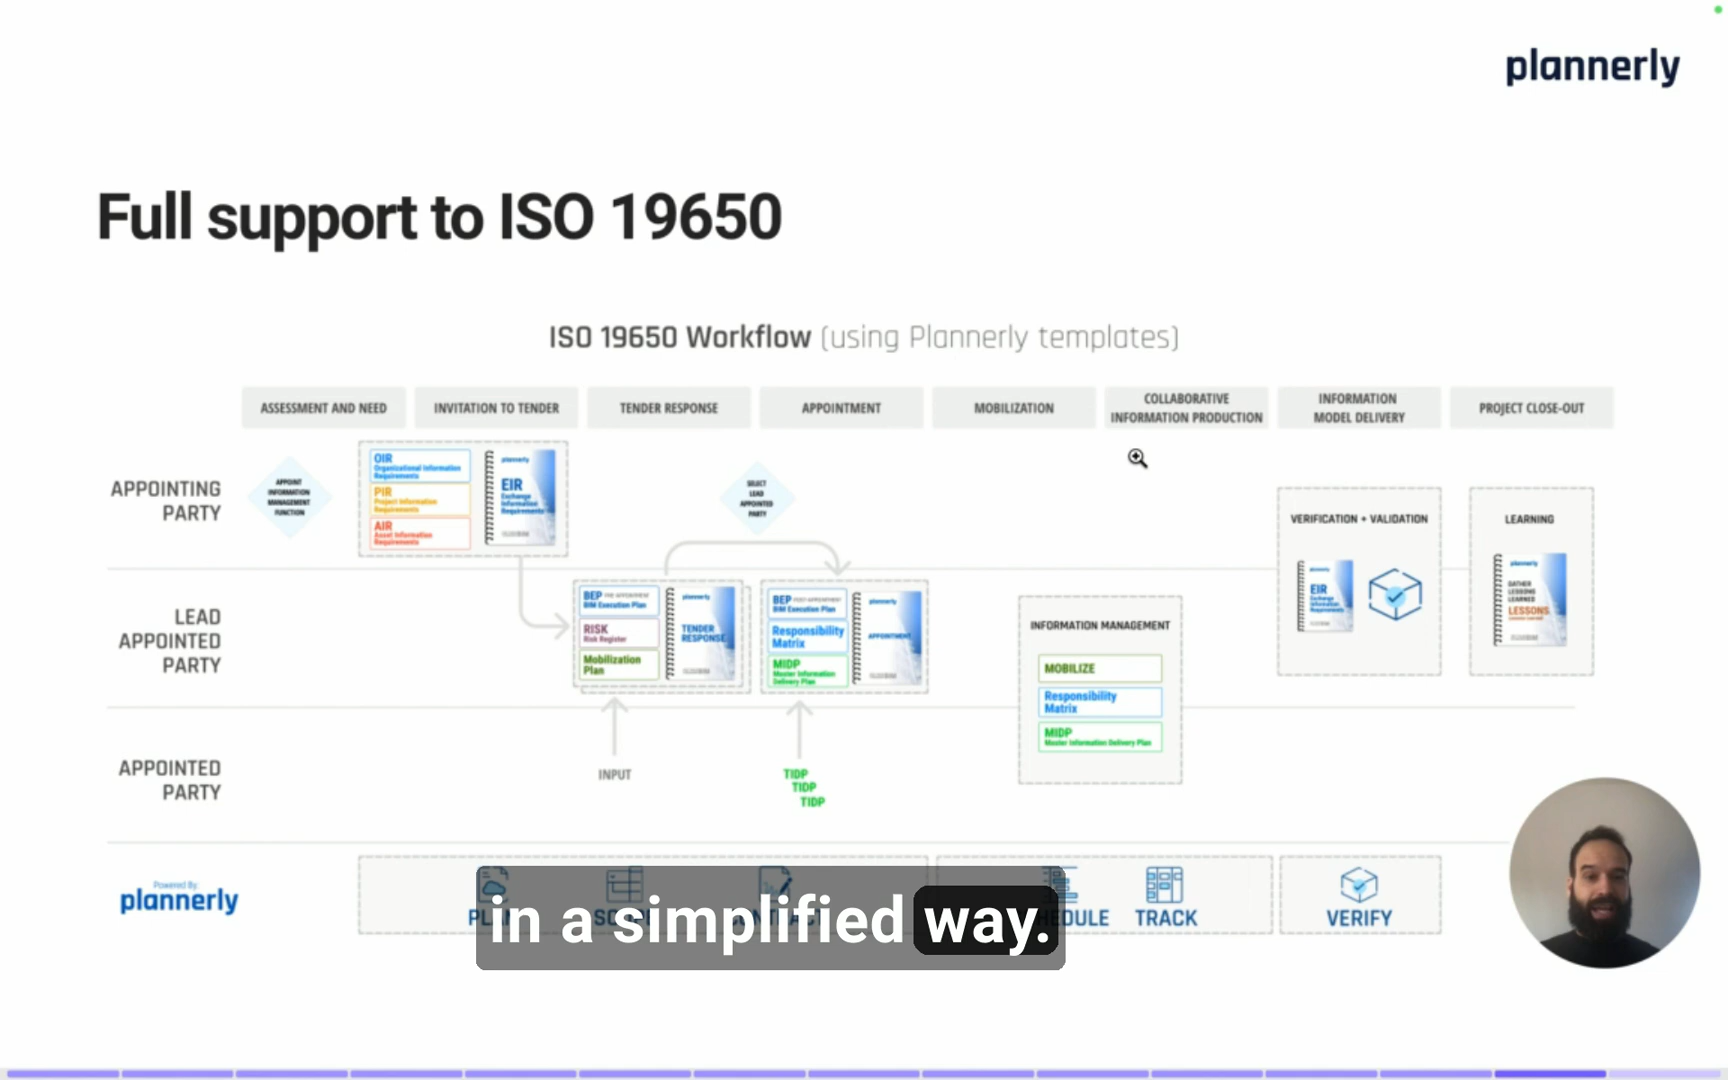 plannerly
Full support to ISO 19650
ISO 19650 Workflow (using Plannerly templates)
ASSESSMENT AND NEED
INVITATION TO TENDER
TENDER RESPONSE
APPOINTMENT
MOBILIZATION
COLLABORATIVE
INFORMATION PRODUCTION
INFORMATION
MODEL DELIVERY
PROJECT CLOSE-OUT
APPOINTING
PARTY
APPOINT
INFORMATION
MANAGEMENT
FUNCTION
OIR
Organizational Information
Requirements
PIR
Project Information
Requirements
AIR
Asset Information
Requirements
plannerly
EIR
Exchange
Information
Requirements
SELECT
LEAD
APPOINTED
PARTY
VERIFICATION + VALIDATION
plannerly
EIR
Exchange
Information
Requirements
LEARNING
plannerly
GATHER
LESSONS
LEARNED
LESSONS
LEAD
APPOINTED
PARTY
BEP PRE-APPOINTMENT
BIM Execution Plan
RISK
Risk Register
Mobilization
Plan
plannerly
TENDER
RESPONSE
BEP POST-APPOINTMENT
BIM Execution Plan
Responsibility
Matrix
MIDP
Master Information
Delivery Plan
plannerly
APPOINTMENT
INFORMATION MANAGEMENT
MOBILIZE
Responsibility
Matrix
MIDP
Master Information Delivery Plan
APPOINTED
PARTY
INPUT
TIDP
TIDP
TIDP
Powered By:
plannerly
TRACK
VERIFY
in a simplified way.